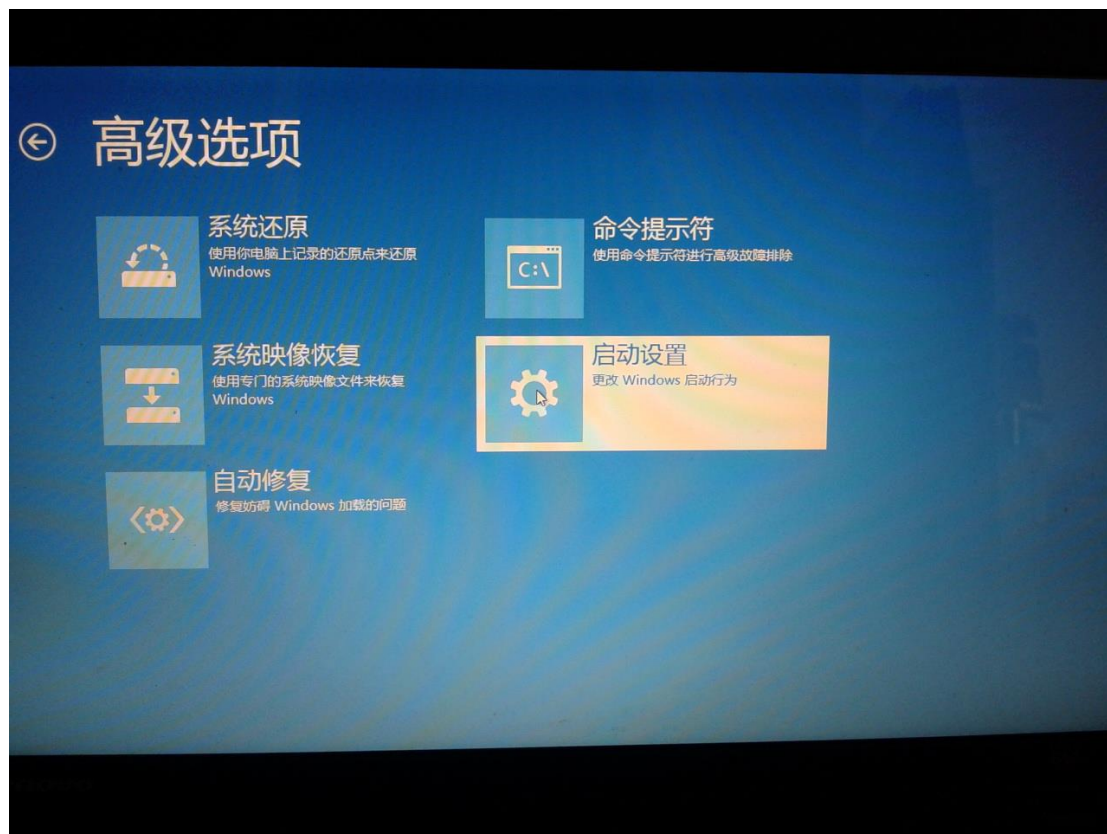 高级选项
系统还原
使用你电脑上记录的还原点来还原
Windows
命令提示符
使用命令提示符进行高级故障排除
C:\
系统映像恢复
使用专门的系统映像文件来恢复
Windows
启动设置
更改 Windows 启动行为
自动修复
修复妨碍 Windows 加载的问题